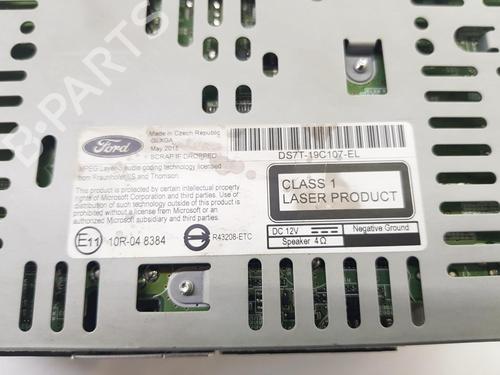 B-PARTS
Ford
Made in Czech Republic
May 2015
SCRAP IF DROPPED
MPEG Layer-3 audio coding technology licensed
from Fraunhofer IIS and Thomson.
This product is protected by certain intellectual property
rights of Microsoft Corporation and third parties. Use or
distribution of such technology outside of this product is
prohibited without a license from Microsoft or an
authorized Microsoft subsidiary and third parties.
E11 10R-04 8384
R43208-ETC
DS7T-19C107-EL
CLASS 1
LASER PRODUCT
DC 12V Negative Ground
Speaker 4Ω